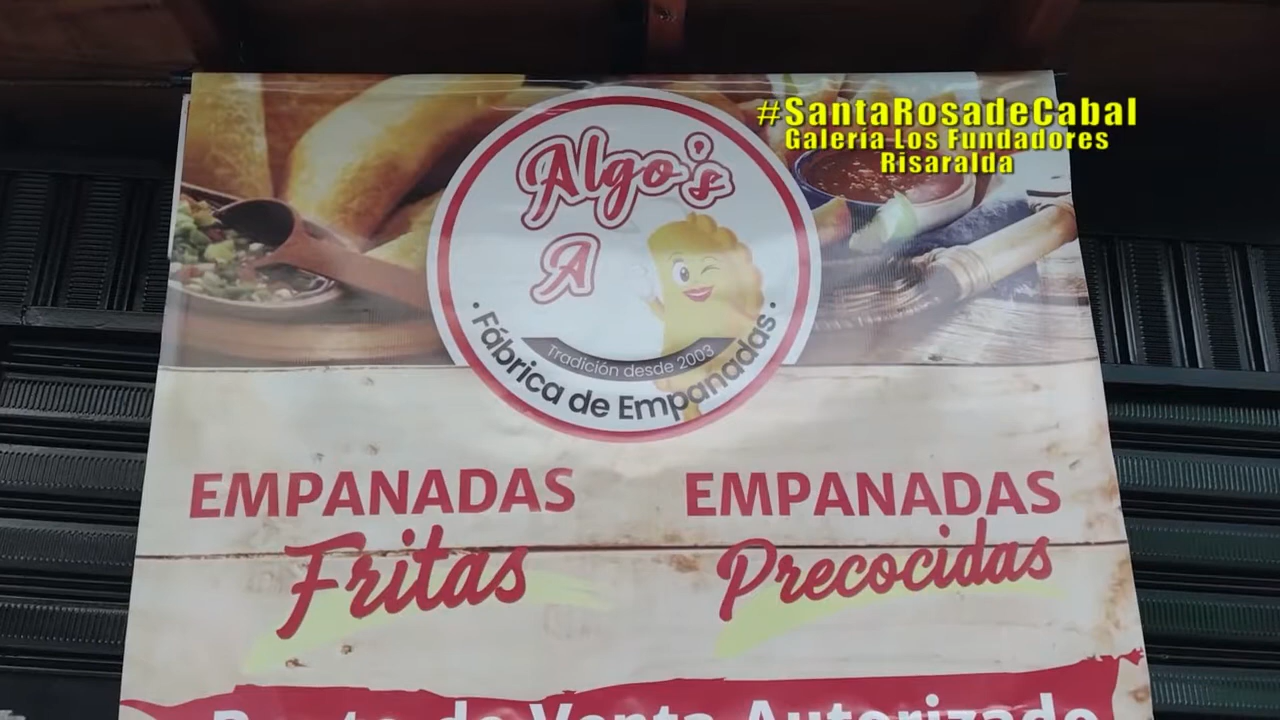 #SantaRosadeCabal
Galería Los Fundadores
Risaralda
Algo's
A
Tradición desde 2003
· Fábrica de Empanadas ·
EMPANADAS
Fritas
EMPANADAS
Precocidas
Punto de Venta Autorizado